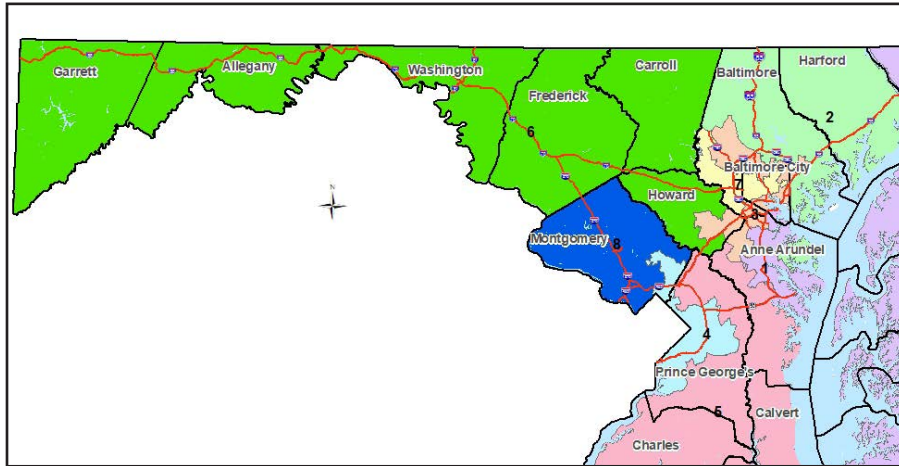 Garrett
Allegany
Washington
Frederick
Carroll
Baltimore
Harford
6
2
Baltimore City
7
Howard
3
Montgomery
8
Anne Arundel
N
4
Prince George's
5
Calvert
Charles